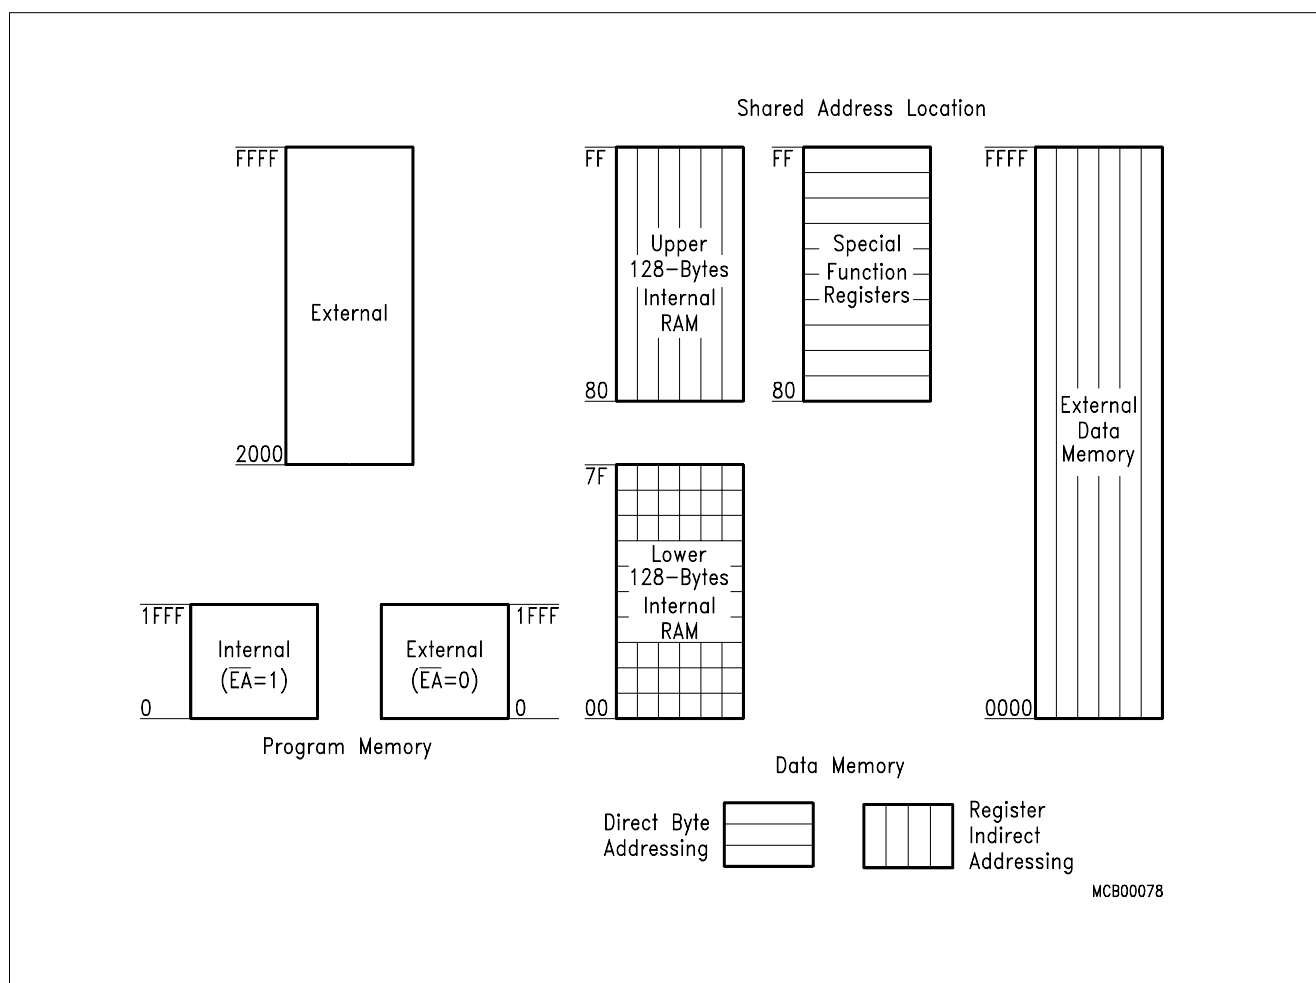 Shared Address Location
FFFF
External
2000
1FFF
Internal
(E̅A̅=1)
0
External
(E̅A̅=0)
1FFF
0
Program Memory
FF
Upper
128-Bytes
Internal
RAM
80
FF
Special
Function
Registers
80
7F
Lower
128-Bytes
Internal
RAM
00
FFFF
External
Data
Memory
0000
Data Memory
Direct Byte
Addressing
Register
Indirect
Addressing
MCB00078